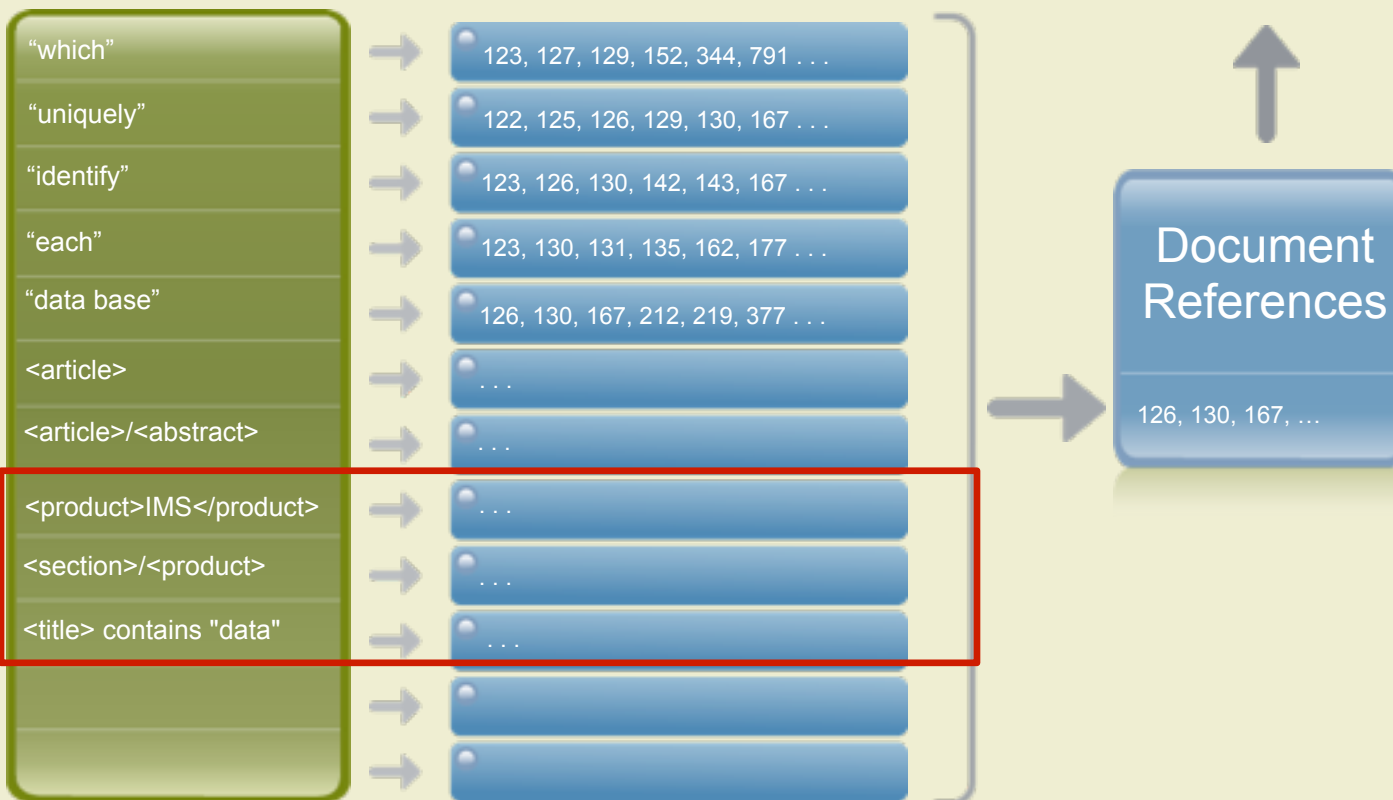 “which”
123, 127, 129, 152, 344, 791 . . .
“uniquely”
122, 125, 126, 129, 130, 167 . . .
“identify”
123, 126, 130, 142, 143, 167 . . .
“each”
123, 130, 131, 135, 162, 177 . . .
“data base”
126, 130, 167, 212, 219, 377 . . .
<article>
. . .
<article>/<abstract>
. . .
<product>IMS</product>
. . .
<section>/<product>
. . .
<title> contains "data"
. . .
Document
References
126, 130, 167, …